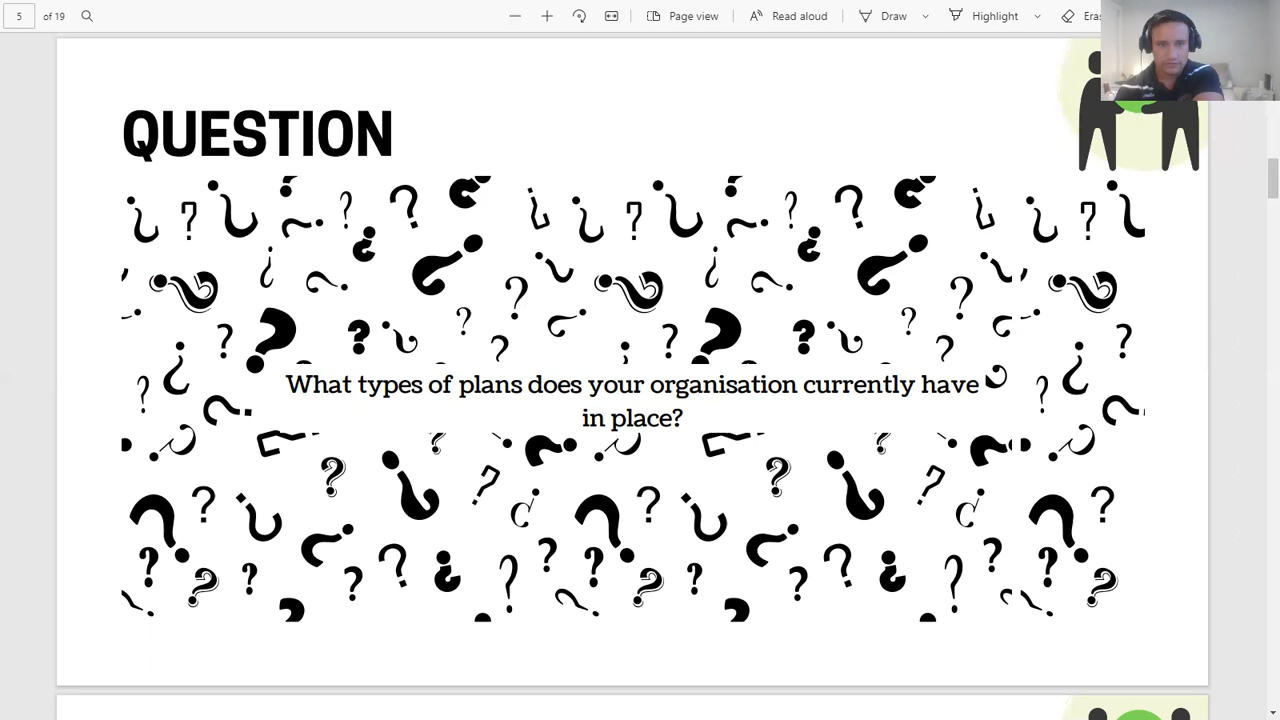 5 of 19 Page view Read aloud Draw Highlight
QUESTION
What types of plans does your organisation currently have
in place?